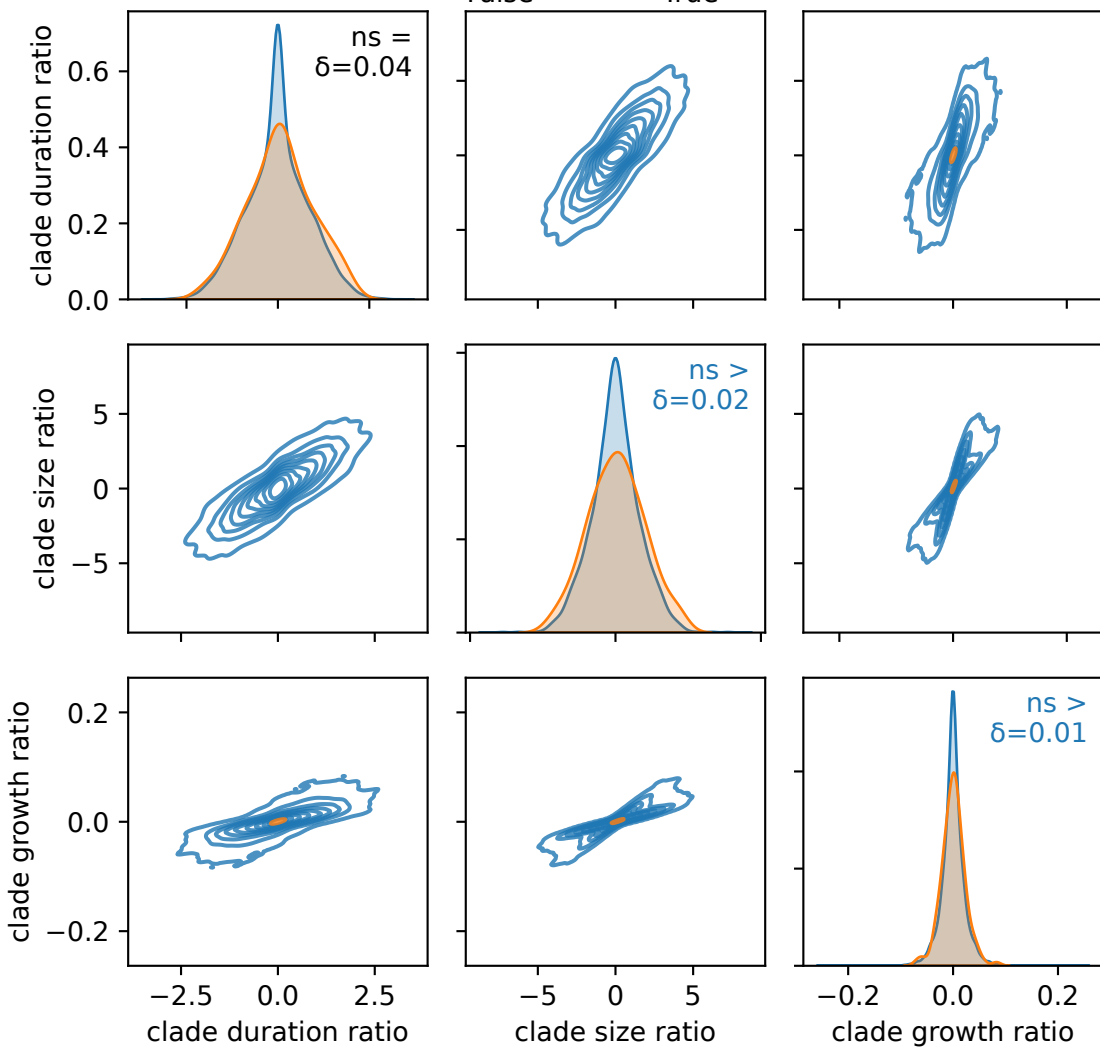 clade duration ratio
0.6
0.4
0.2
0.0
ns =
δ=0.04
clade size ratio
5
0
−5
ns >
δ=0.02
clade growth ratio
0.2
0.0
−0.2
ns >
δ=0.01
−2.5 0.0 2.5
−5 0 5
−0.2 0.0 0.2
clade duration ratio
clade size ratio
clade growth ratio